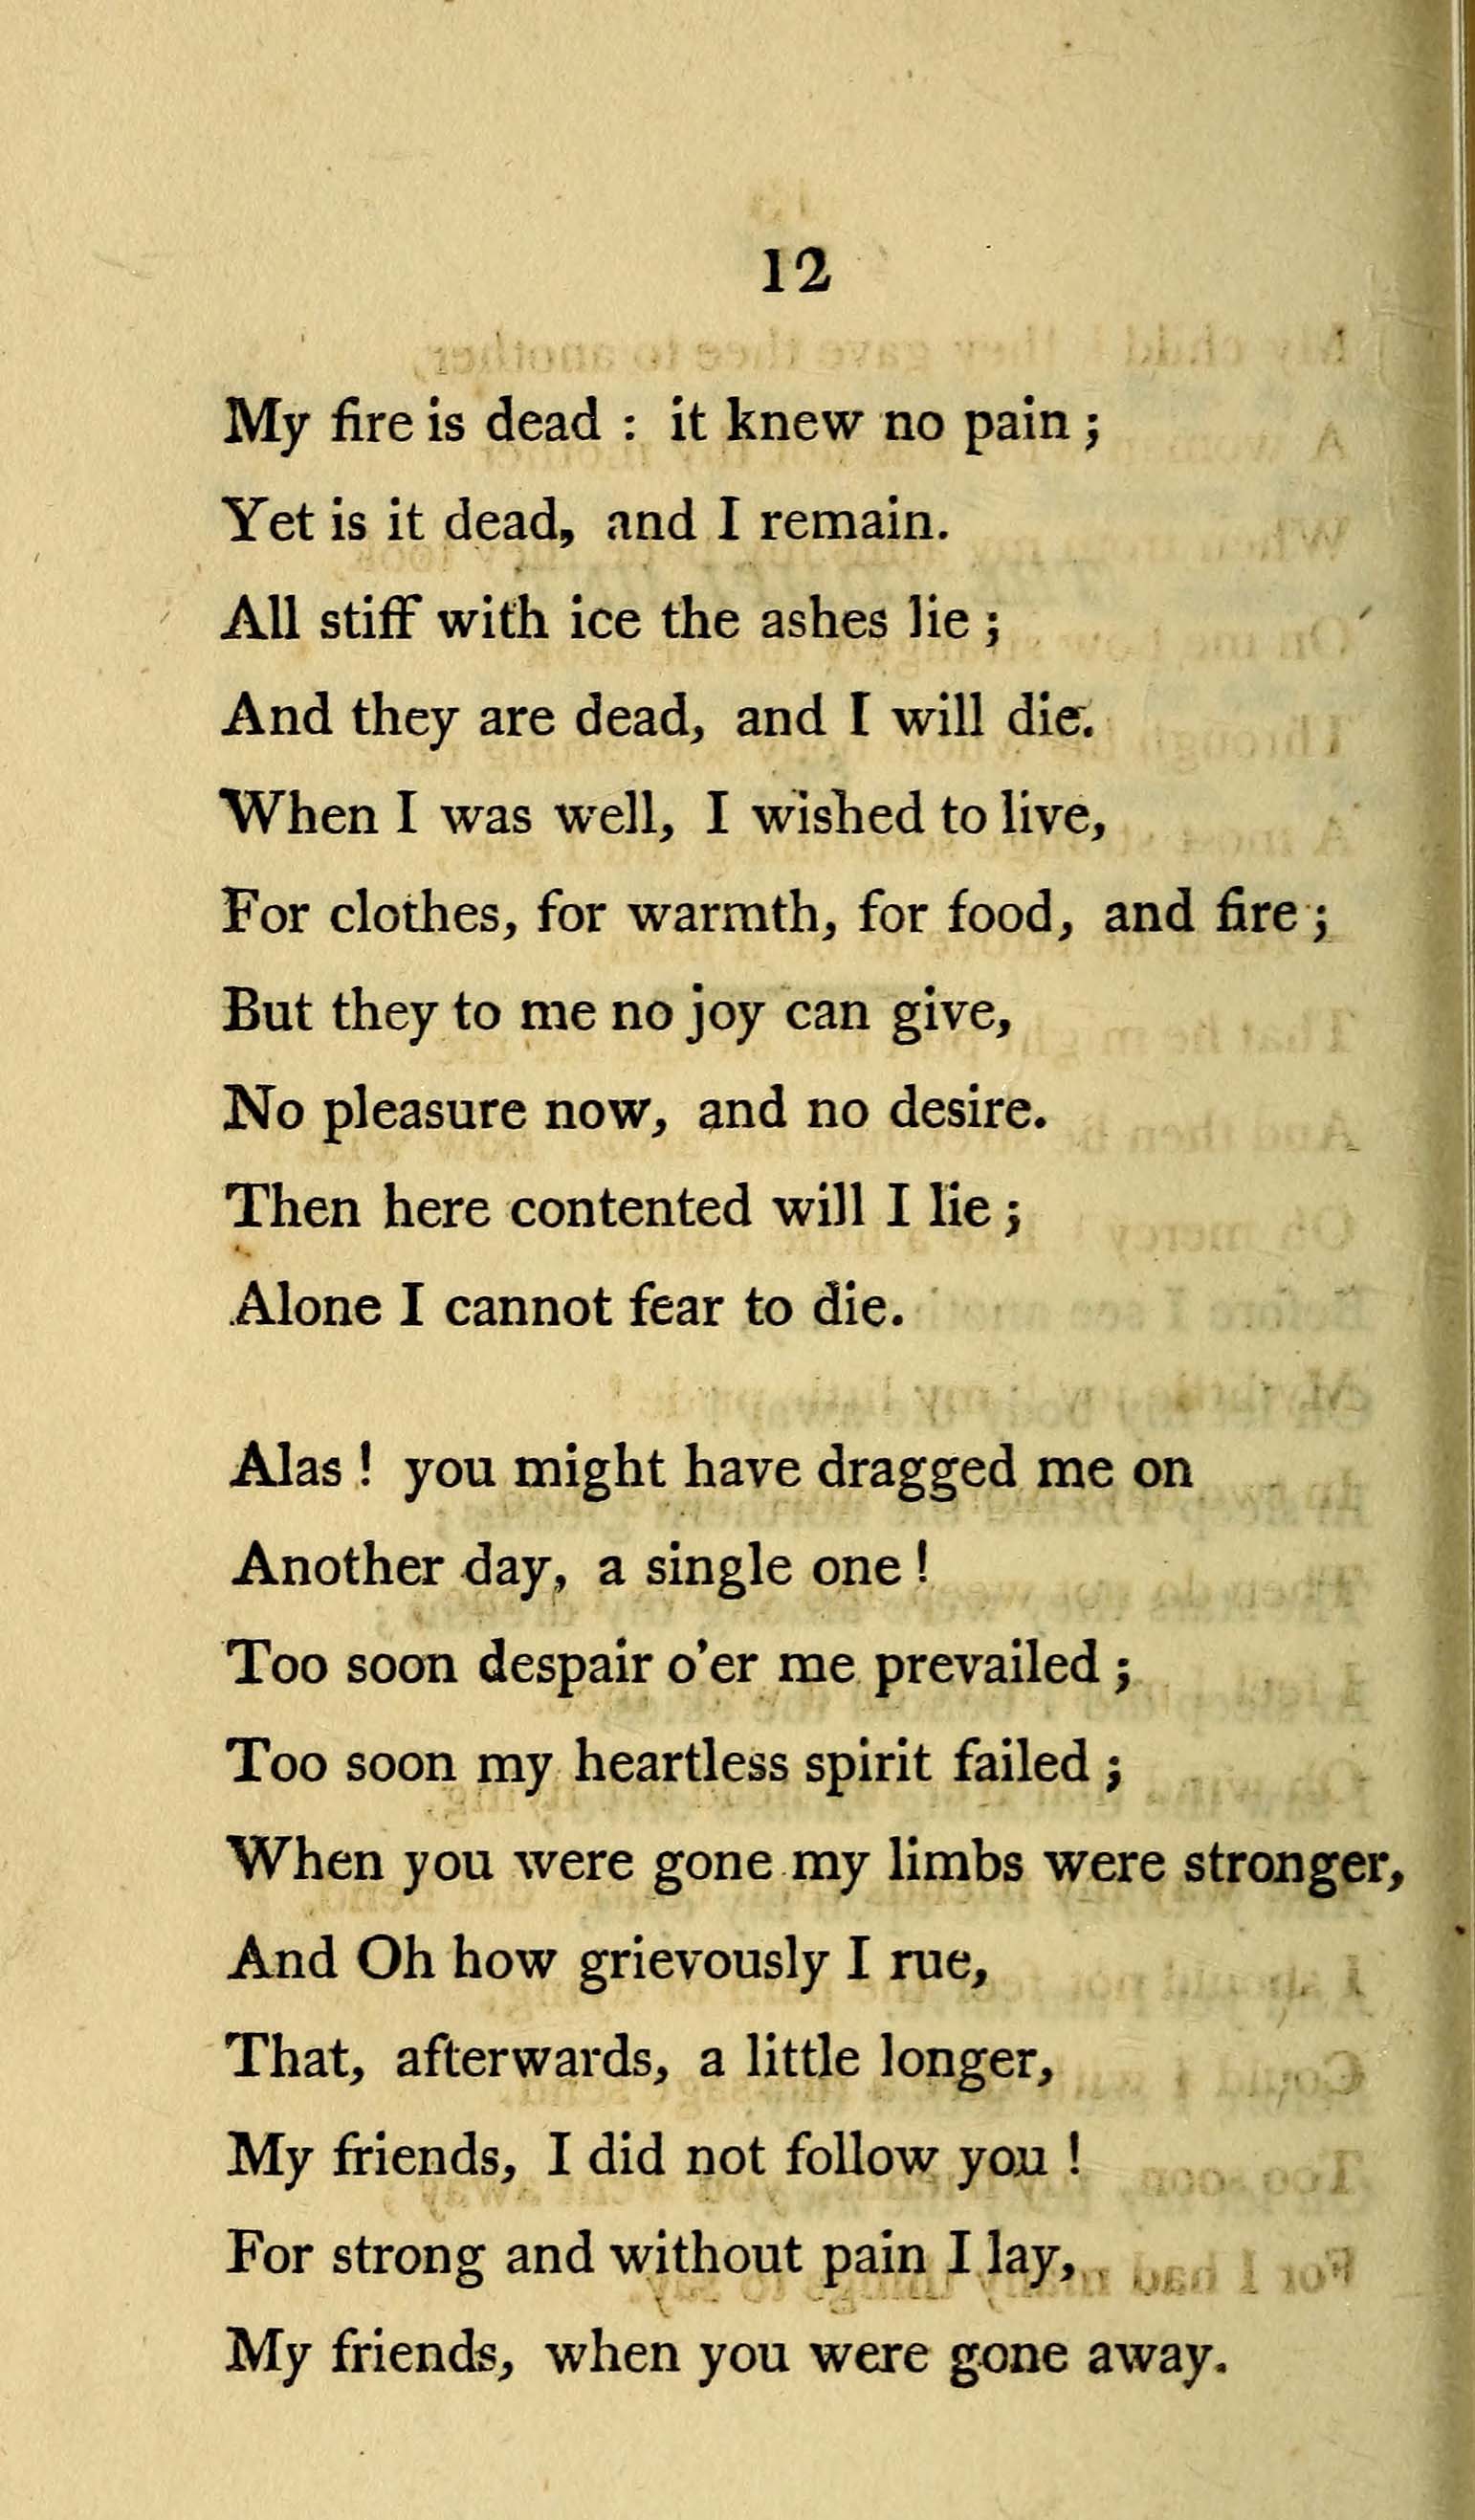 12
My fire is dead : it knew no pain ;
Yet is it dead, and I remain.
All stiff with ice the ashes lie ;
And they are dead, and I will die.
When I was well, I wished to live,
For clothes, for warmth, for food, and fire ;
But they to me no joy can give,
No pleasure now, and no desire.
Then here contented will I lie ;
Alone I cannot fear to die.
Alas ! you might have dragged me on
Another day, a single one !
Too soon despair o'er me prevailed ;
Too soon my heartless spirit failed ;
When you were gone my limbs were stronger,
And Oh how grievously I rue,
That, afterwards, a little longer,
My friends, I did not follow you !
For strong and without pain I lay,
My friends, when you were gone away.